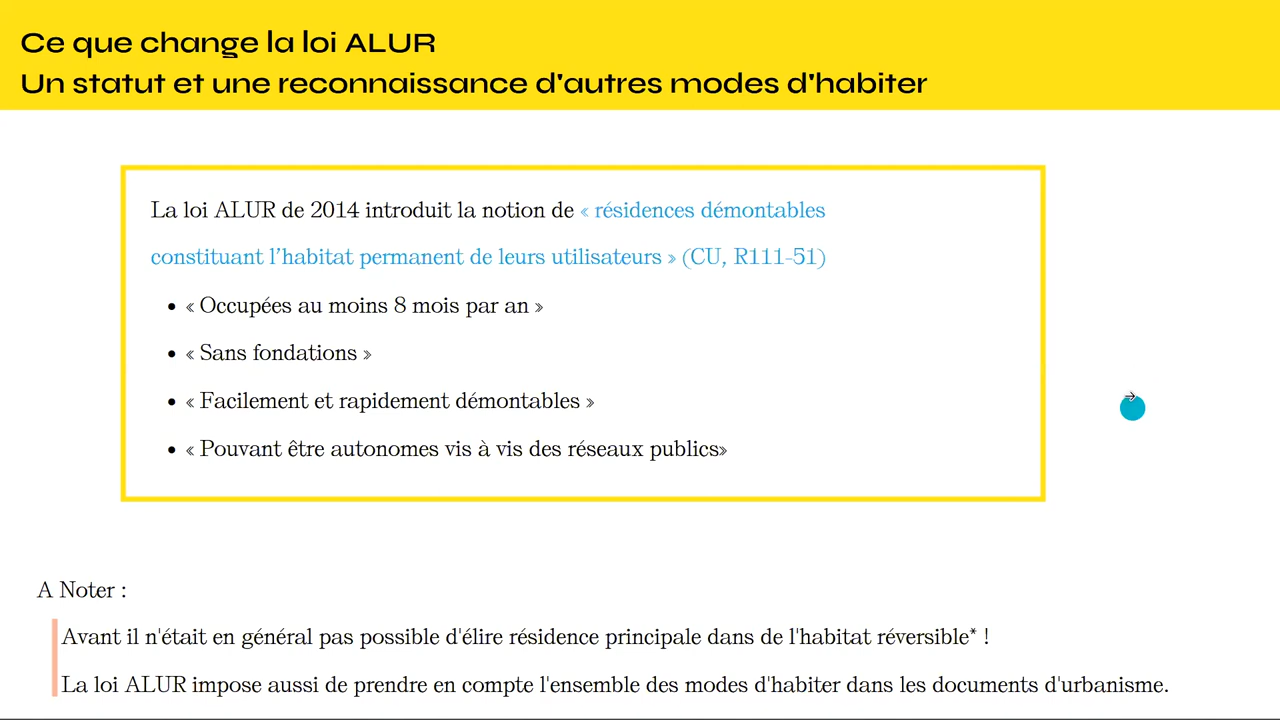 Ce que change la loi ALUR
Un statut et une reconnaissance d'autres modes d'habiter
La loi ALUR de 2014 introduit la notion de « résidences démontables
constituant l’habitat permanent de leurs utilisateurs » (CU, R111-51)
• « Occupées au moins 8 mois par an »
• « Sans fondations »
• « Facilement et rapidement démontables »
• « Pouvant être autonomes vis à vis des réseaux publics»
A Noter :
Avant il n'était en général pas possible d'élire résidence principale dans de l'habitat réversible* !
La loi ALUR impose aussi de prendre en compte l'ensemble des modes d'habiter dans les documents d'urbanisme.